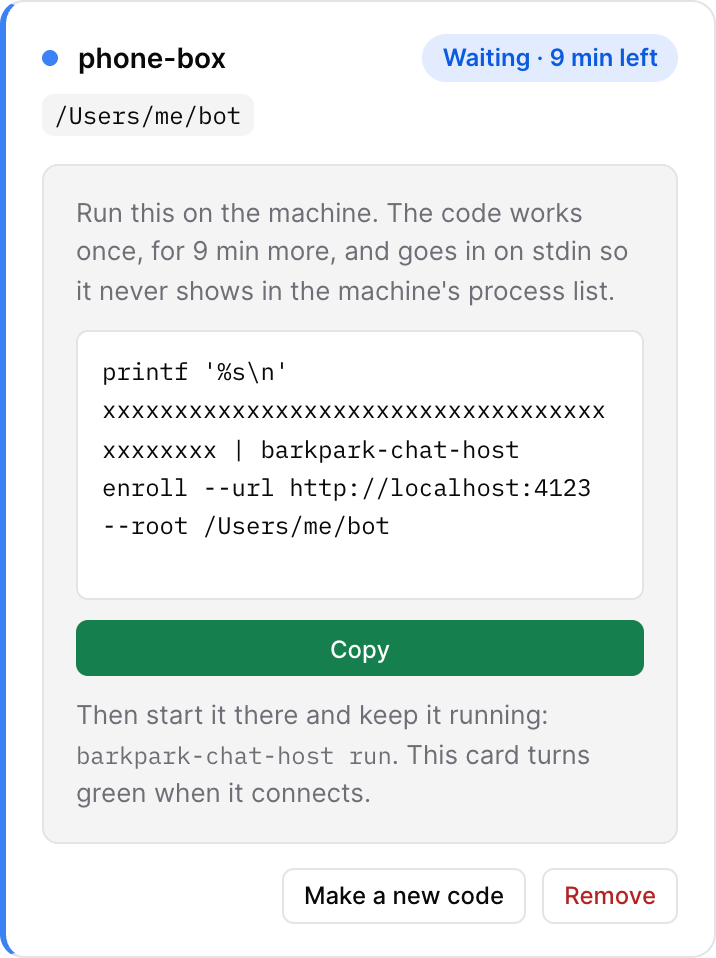 phone-box
Waiting · 9 min left
/Users/me/bot
Run this on the machine. The code works
once, for 9 min more, and goes in on stdin so
it never shows in the machine's process list.
printf '%s\n'
xxxxxxxxxxxxxxxxxxxxxxxxxxxxxxxxxxx
xxxxxxxx | barkpark-chat-host
enroll --url http://localhost:4123
--root /Users/me/bot
Copy
Then start it there and keep it running:
barkpark-chat-host run. This card turns
green when it connects.
Make a new code
Remove